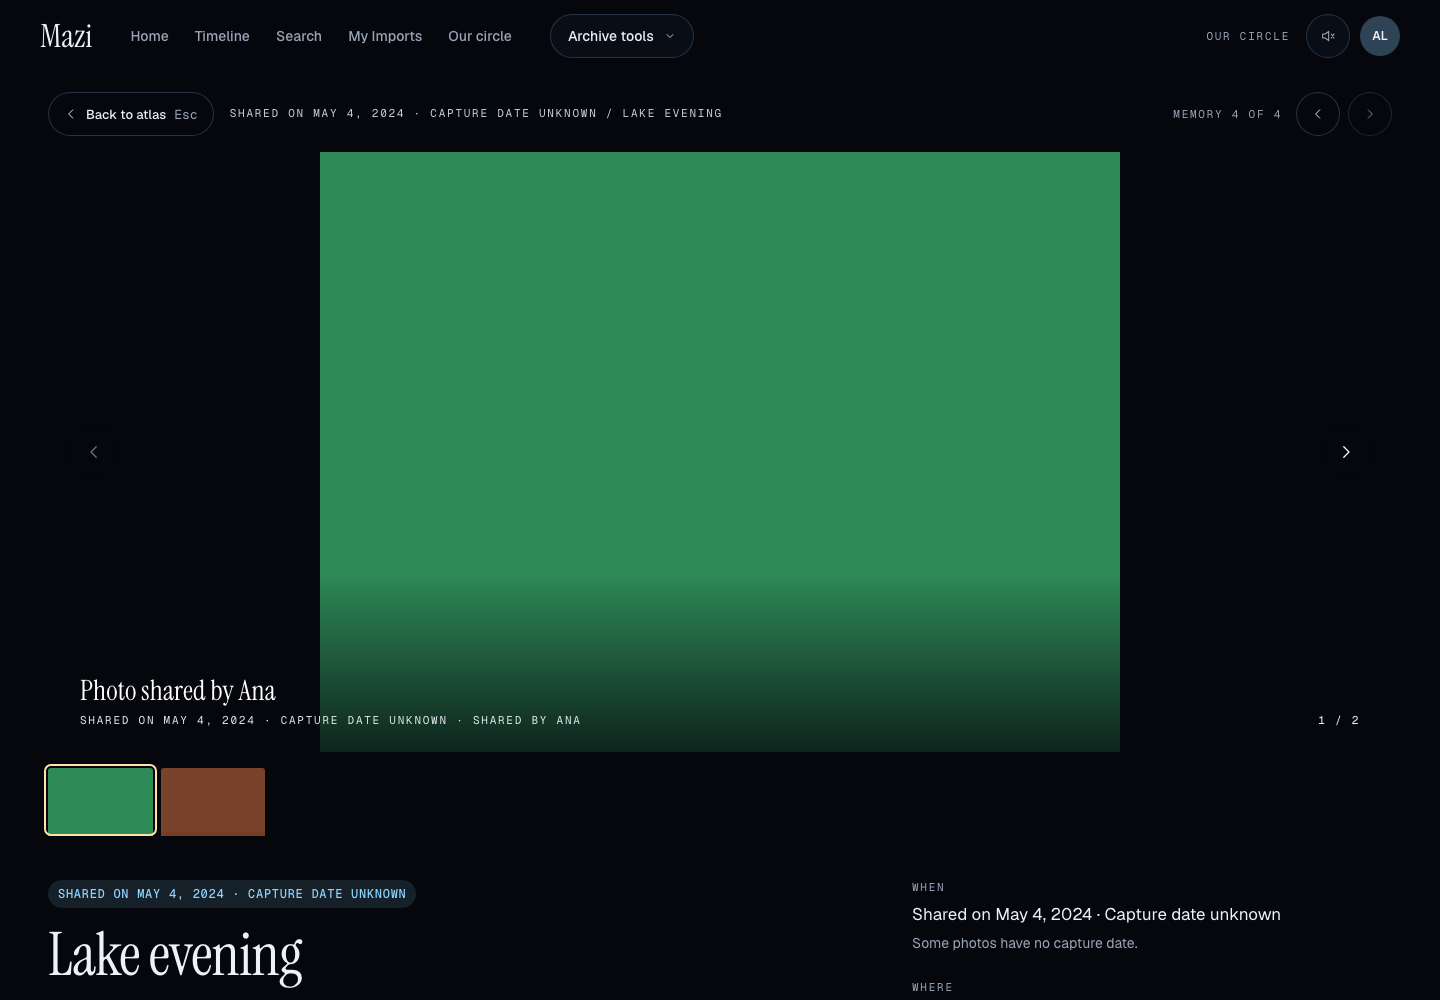 Mazi
Home
Timeline
Search
My Imports
Our circle
Archive tools
OUR CIRCLE
AL
Back to atlas Esc
SHARED ON MAY 4, 2024 · CAPTURE DATE UNKNOWN / LAKE EVENING
MEMORY 4 OF 4
Photo shared by Ana
SHARED ON MAY 4, 2024 · CAPTURE DATE UNKNOWN · SHARED BY ANA
1 / 2
SHARED ON MAY 4, 2024 · CAPTURE DATE UNKNOWN
Lake evening
WHEN
Shared on May 4, 2024 · Capture date unknown
Some photos have no capture date.
WHERE